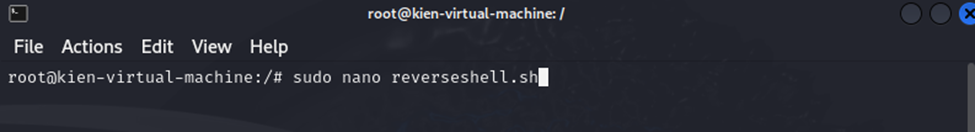 root@kien-virtual-machine: /
File Actions Edit View Help
root@kien-virtual-machine:/# sudo nano reverseshell.sh